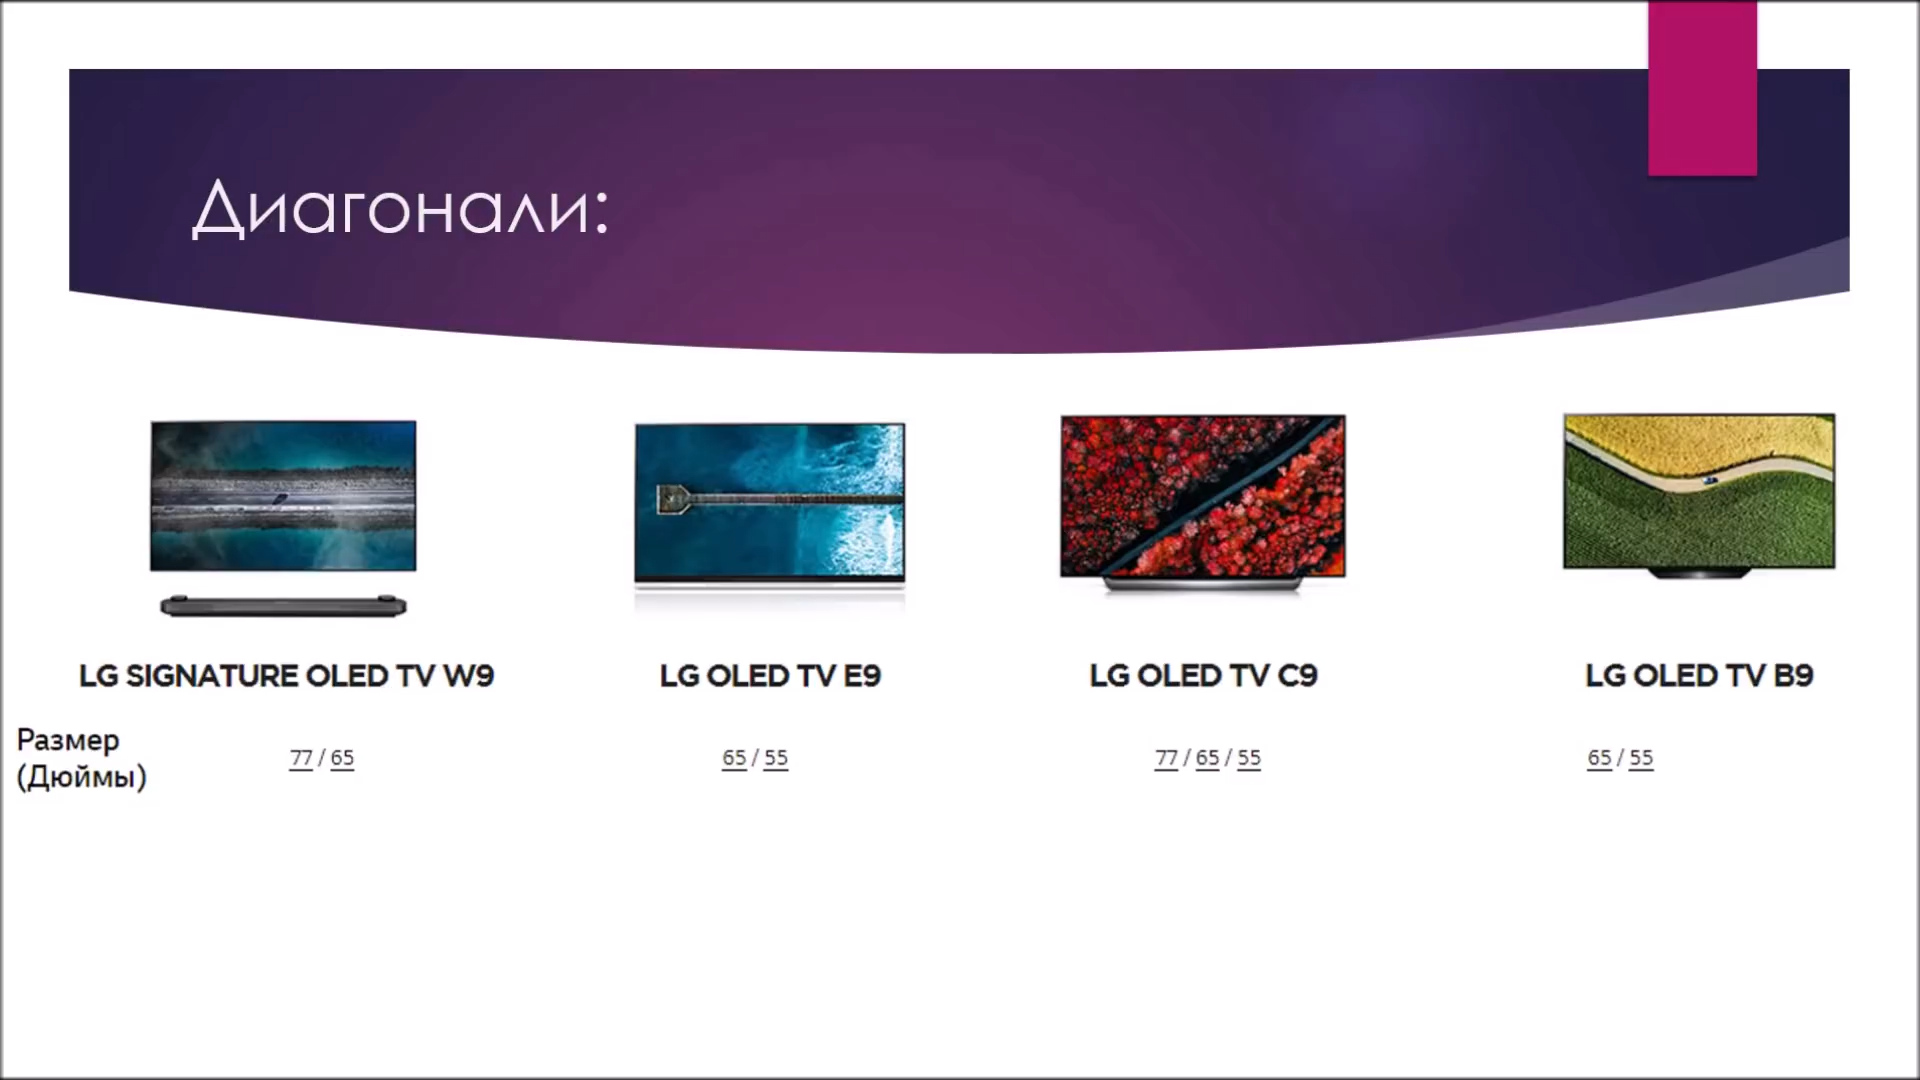 Диагонали:
LG SIGNATURE OLED TV W9
LG OLED TV E9
LG OLED TV C9
LG OLED TV B9
Размер
(Дюймы)
77 / 65
65 / 55
77 / 65 / 55
65 / 55